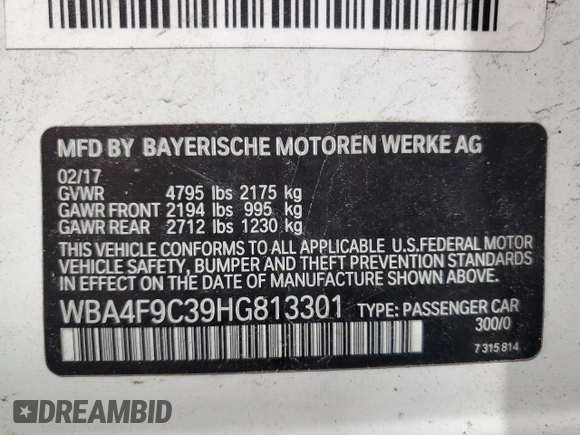 MFD BY BAYERISCHE MOTOREN WERKE AG
02/17
GVWR 4795 lbs 2175 kg
GAWR FRONT 2194 lbs 995 kg
GAWR REAR 2712 lbs 1230 kg
THIS VEHICLE CONFORMS TO ALL APPLICABLE U.S.FEDERAL MOTOR
VEHICLE SAFETY, BUMPER, AND THEFT PREVENTION STANDARDS
IN EFFECT ON THE DATE OF MANUFACTURE SHOWN ABOVE.
WBA4F9C39HG813301 TYPE: PASSENGER CAR
300/0
7 315 814
DREAMBID